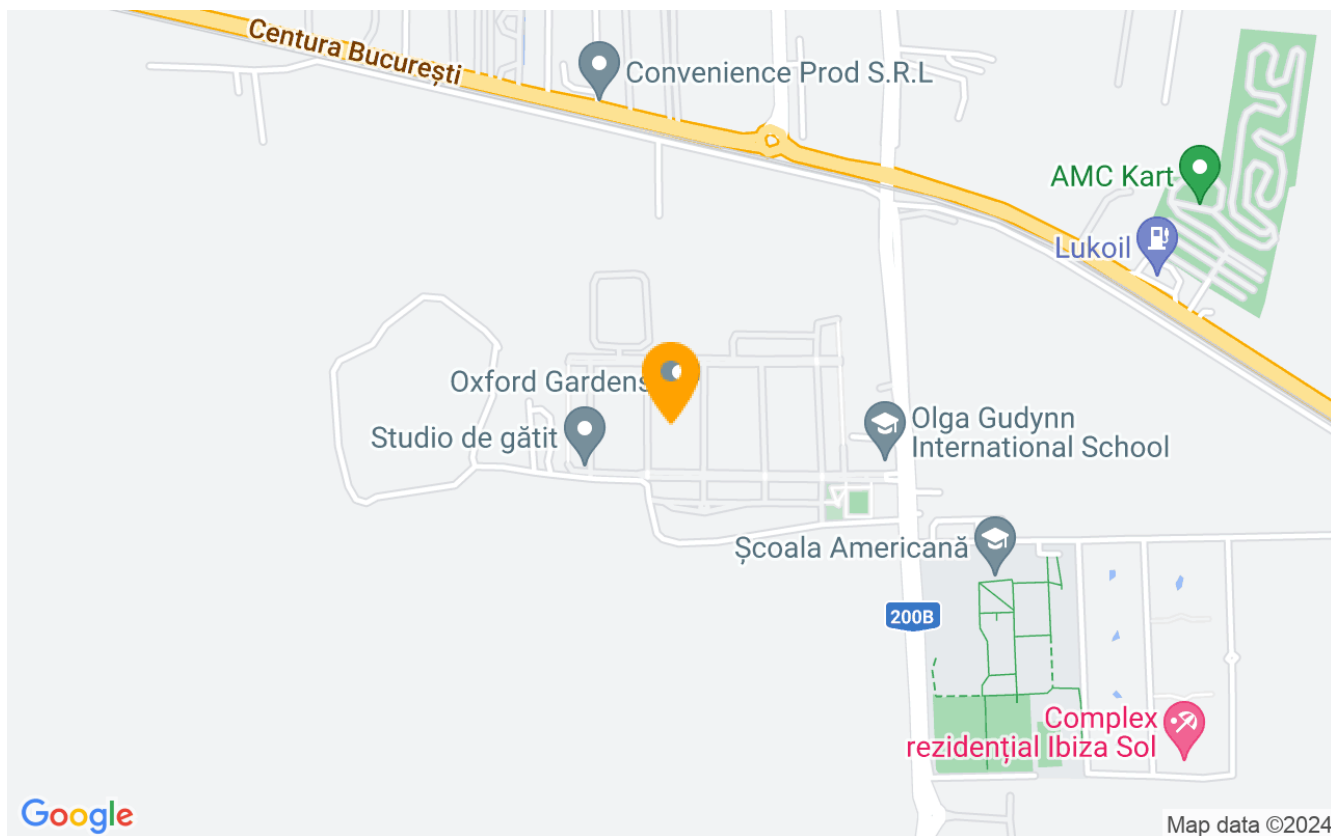 Centura București
Convenience Prod S.R.L
AMC Kart
Lukoil
Oxford Gardens
Studio de gătit
Olga Gudynn
International School
Școala Americană
200B
Complex
rezidențial Ibiza Sol
Google
Map data ©2024